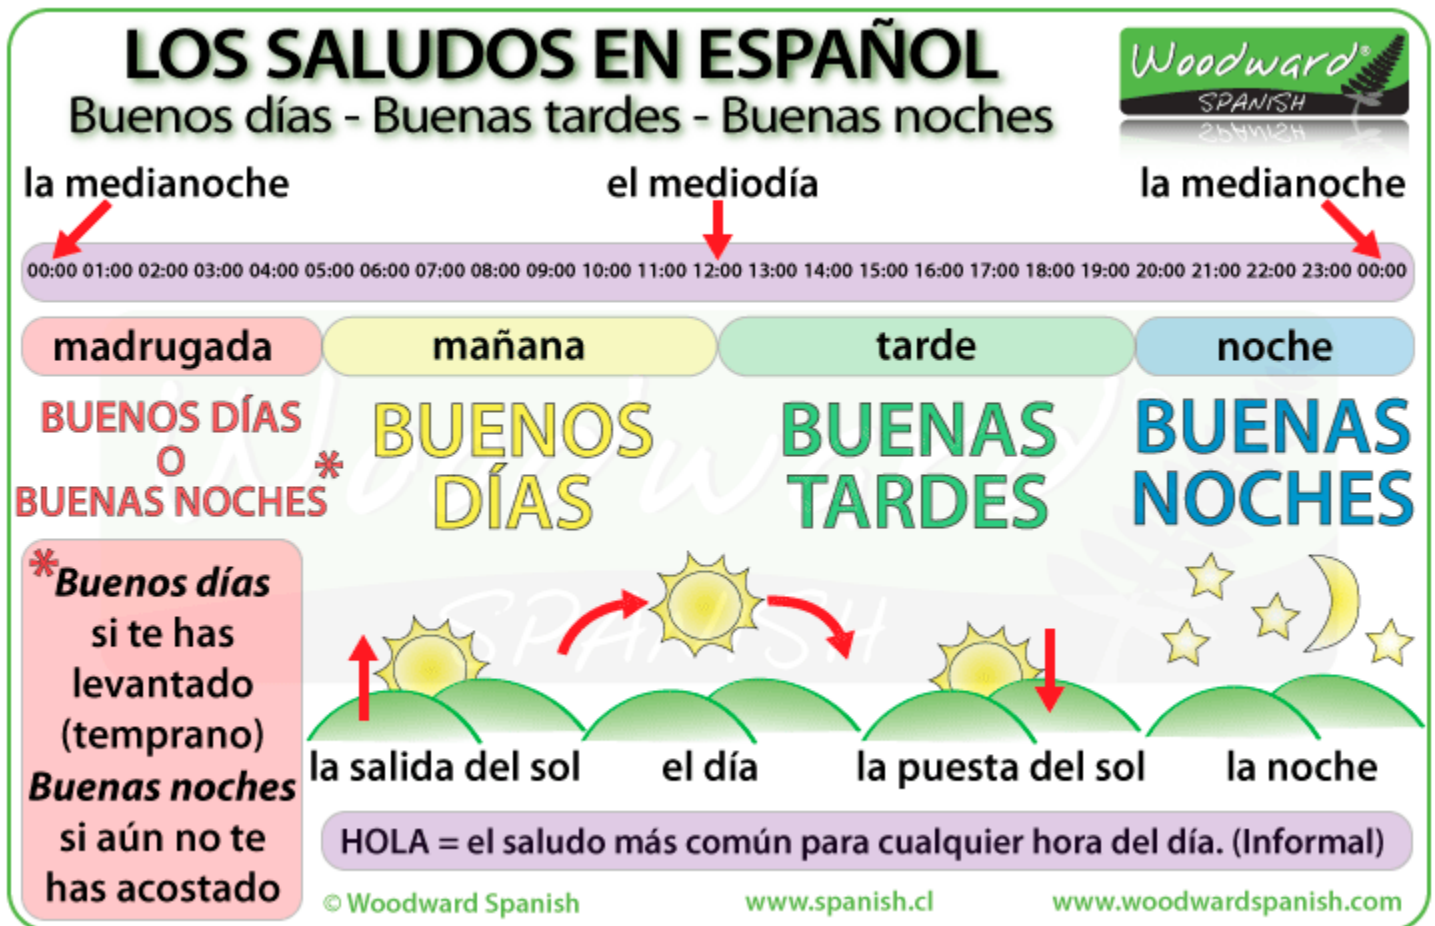 LOS SALUDOS EN ESPAÑOL
Buenos días - Buenas tardes - Buenas noches
Woodward®
SPANISH
la medianoche
el mediodía
la medianoche
00:00 01:00 02:00 03:00 04:00 05:00 06:00 07:00 08:00 09:00 10:00 11:00 12:00 13:00 14:00 15:00 16:00 17:00 18:00 19:00 20:00 21:00 22:00 23:00 00:00
madrugada
mañana
tarde
noche
BUENOS DÍAS
O
BUENAS NOCHES*
BUENOS
DÍAS
BUENAS
TARDES
BUENAS
NOCHES
*Buenos días
si te has
levantado
(temprano)
Buenas noches
si aún no te
has acostado
la salida del sol
el día
la puesta del sol
la noche
HOLA = el saludo más común para cualquier hora del día. (Informal)
© Woodward Spanish
www.spanish.cl
www.woodwardspanish.com
Woodward
SPANISH